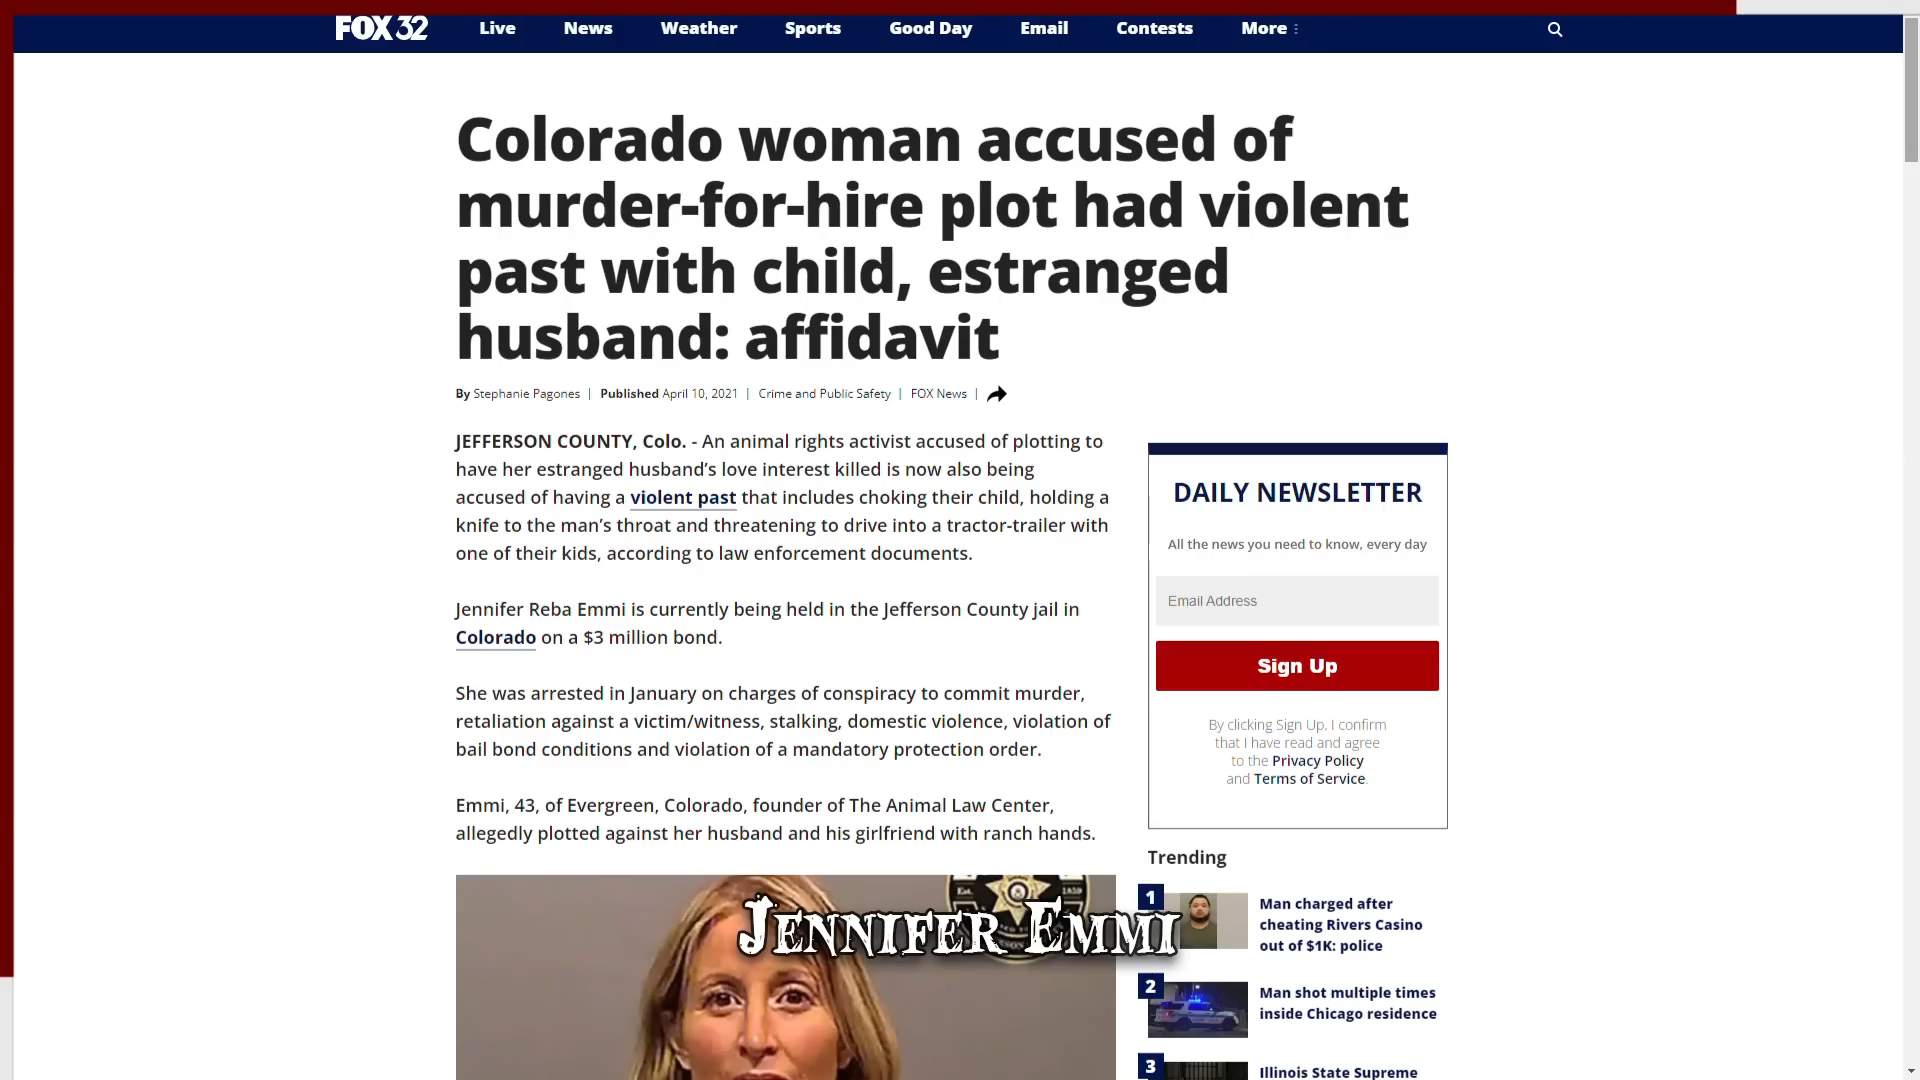 FOX 32 Live News Weather Sports Good Day Email Contests More
Colorado woman accused of
murder-for-hire plot had violent
past with child, estranged
husband: affidavit
By Stephanie Pagones | Published April 10, 2021 | Crime and Public Safety | FOX News |
JEFFERSON COUNTY, Colo. - An animal rights activist accused of plotting to
have her estranged husband’s love interest killed is now also being
accused of having a violent past that includes choking their child, holding a
knife to the man’s throat and threatening to drive into a tractor-trailer with
one of their kids, according to law enforcement documents.
Jennifer Reba Emmi is currently being held in the Jefferson County jail in
Colorado on a $3 million bond.
She was arrested in January on charges of conspiracy to commit murder,
retaliation against a victim/witness, stalking, domestic violence, violation of
bail bond conditions and violation of a mandatory protection order.
Emmi, 43, of Evergreen, Colorado, founder of The Animal Law Center,
allegedly plotted against her husband and his girlfriend with ranch hands.
Jennifer Emmi
DAILY NEWSLETTER
All the news you need to know, every day
Email Address
Sign Up
By clicking Sign Up, I confirm
that I have read and agree
to the Privacy Policy
and Terms of Service.
Trending
1
Man charged after
cheating Rivers Casino
out of $1K: police
2
Man shot multiple times
inside Chicago residence
3
Illinois State Supreme